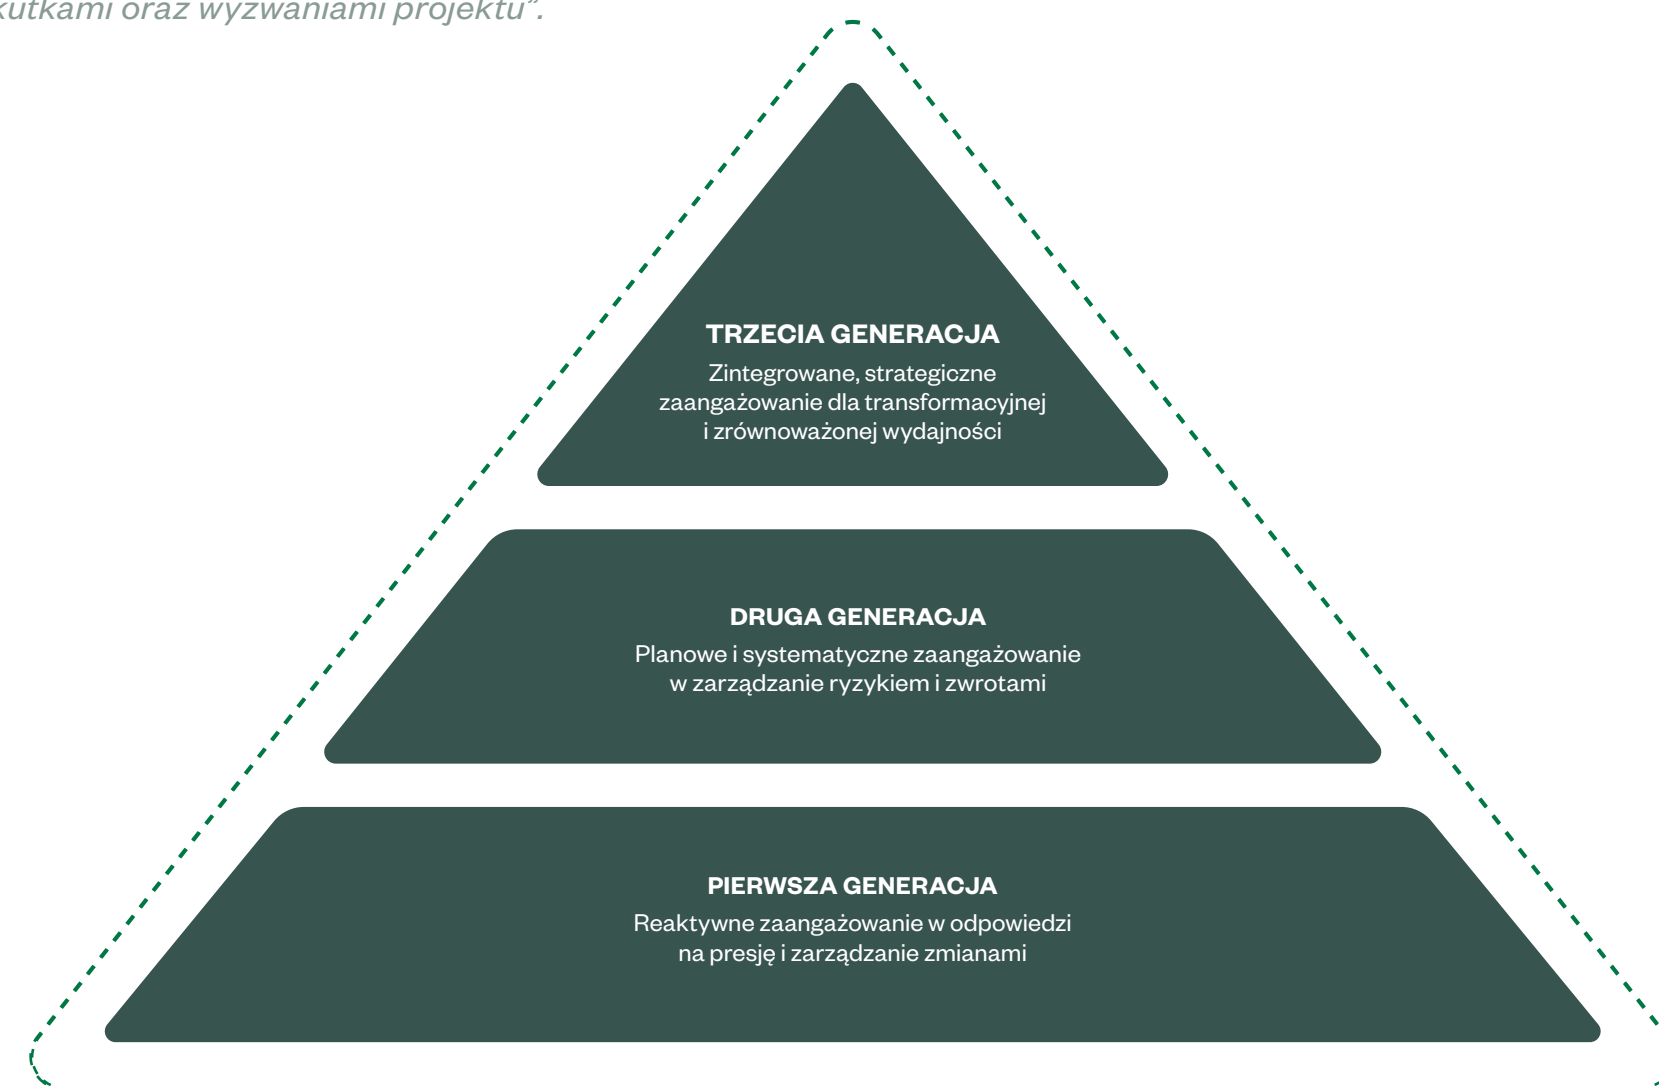 kutkami oraz wyzwaniami projektu”.
TRZECIA GENERACJA
Zintegrowane, strategiczne
zaangażowanie dla transformacyjnej
i zrównoważonej wydajności
DRUGA GENERACJA
Planowe i systematyczne zaangażowanie
w zarządzanie ryzykiem i zwrotami
PIERWSZA GENERACJA
Reaktywne zaangażowanie w odpowiedzi
na presję i zarządzanie zmianami